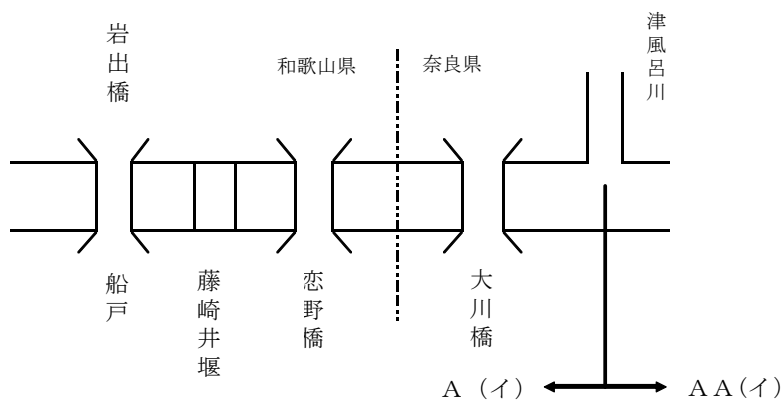 岩出橋
和歌山県
奈良県
津風呂川
船戸
藤崎井堰
恋野橋
大川橋
A（イ）
AA（イ）